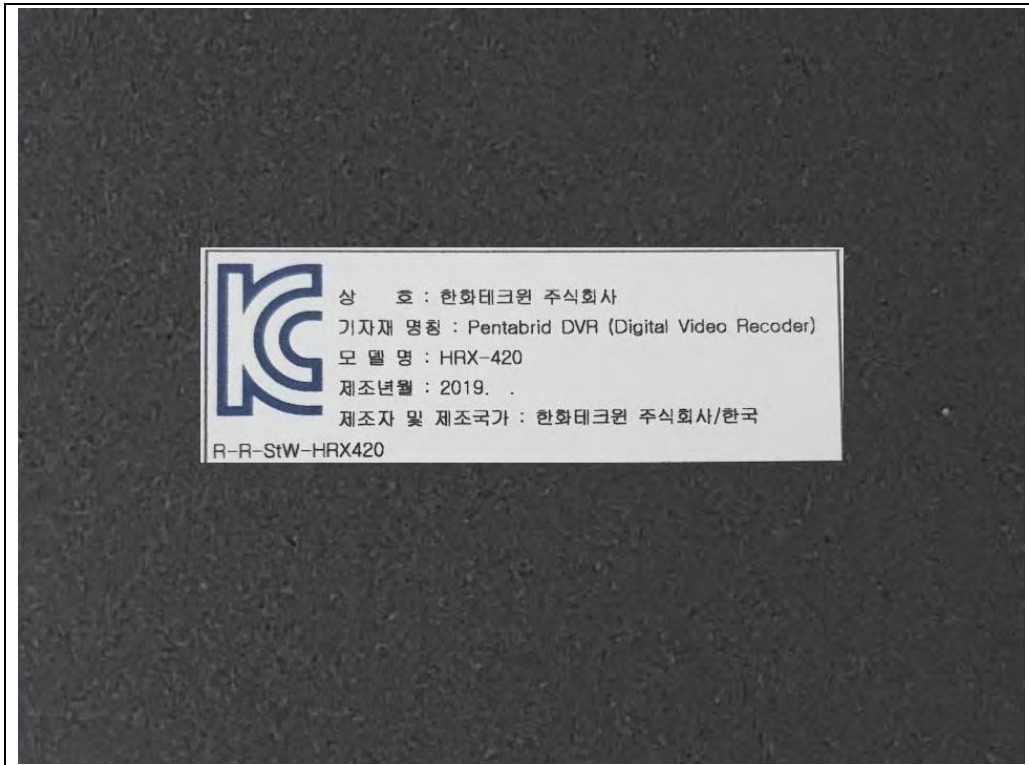 상 호 : 한화테크윈 주식회사
기자재 명칭 : Pentabrid DVR (Digital Video Recoder)
모 델 명 : HRX-420
제조년월 : 2019. .
제조자 및 제조국가 : 한화테크윈 주식회사/한국
R-R-StW-HRX420